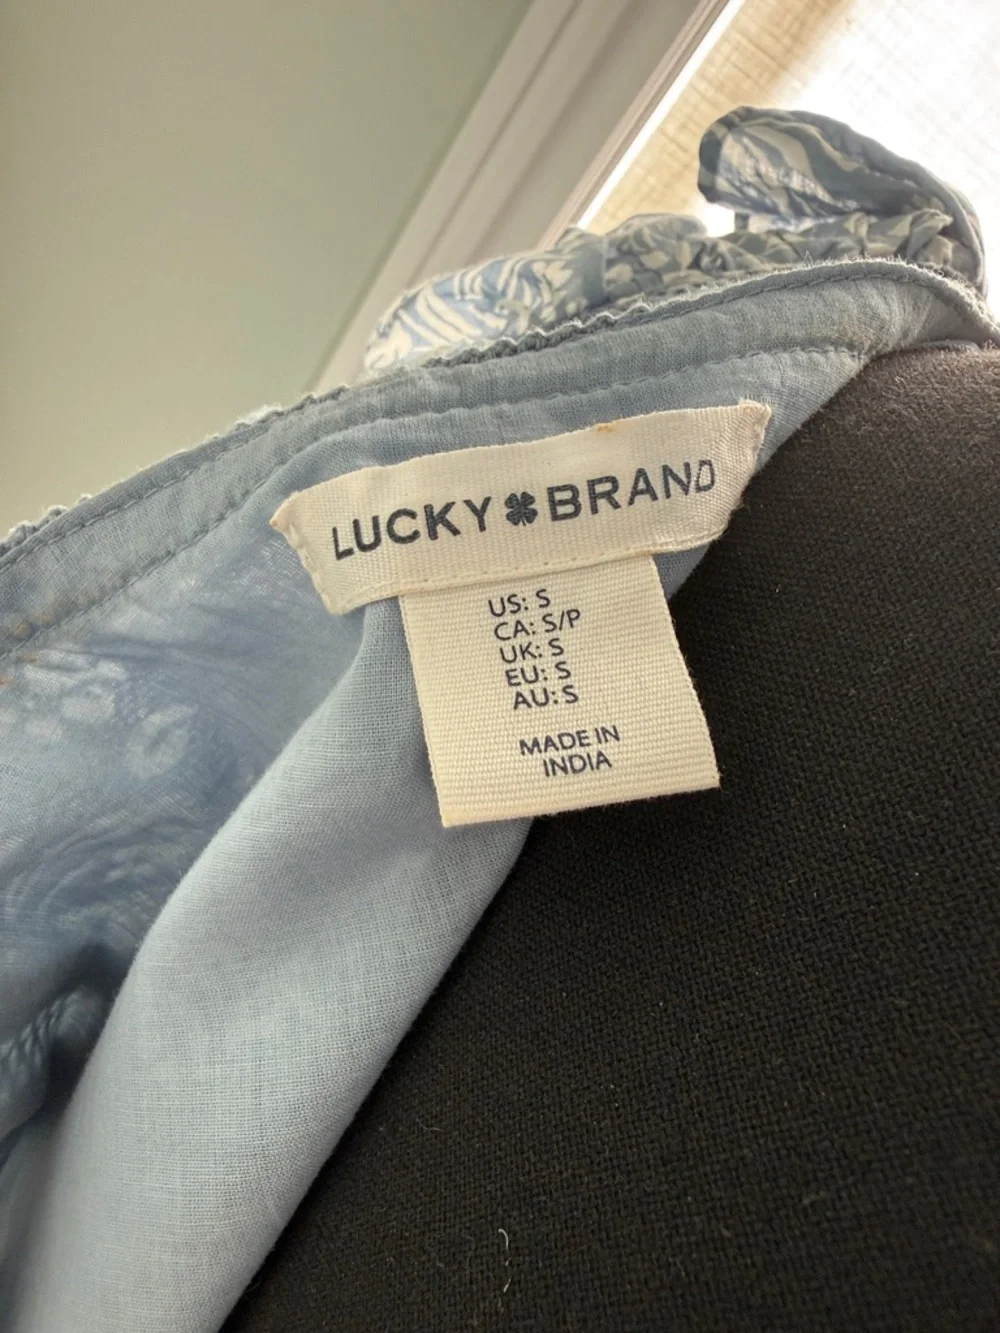 LUCKY BRAND
US: S
CA: S/P
UK: S
EU: S
AU: S
MADE IN
INDIA